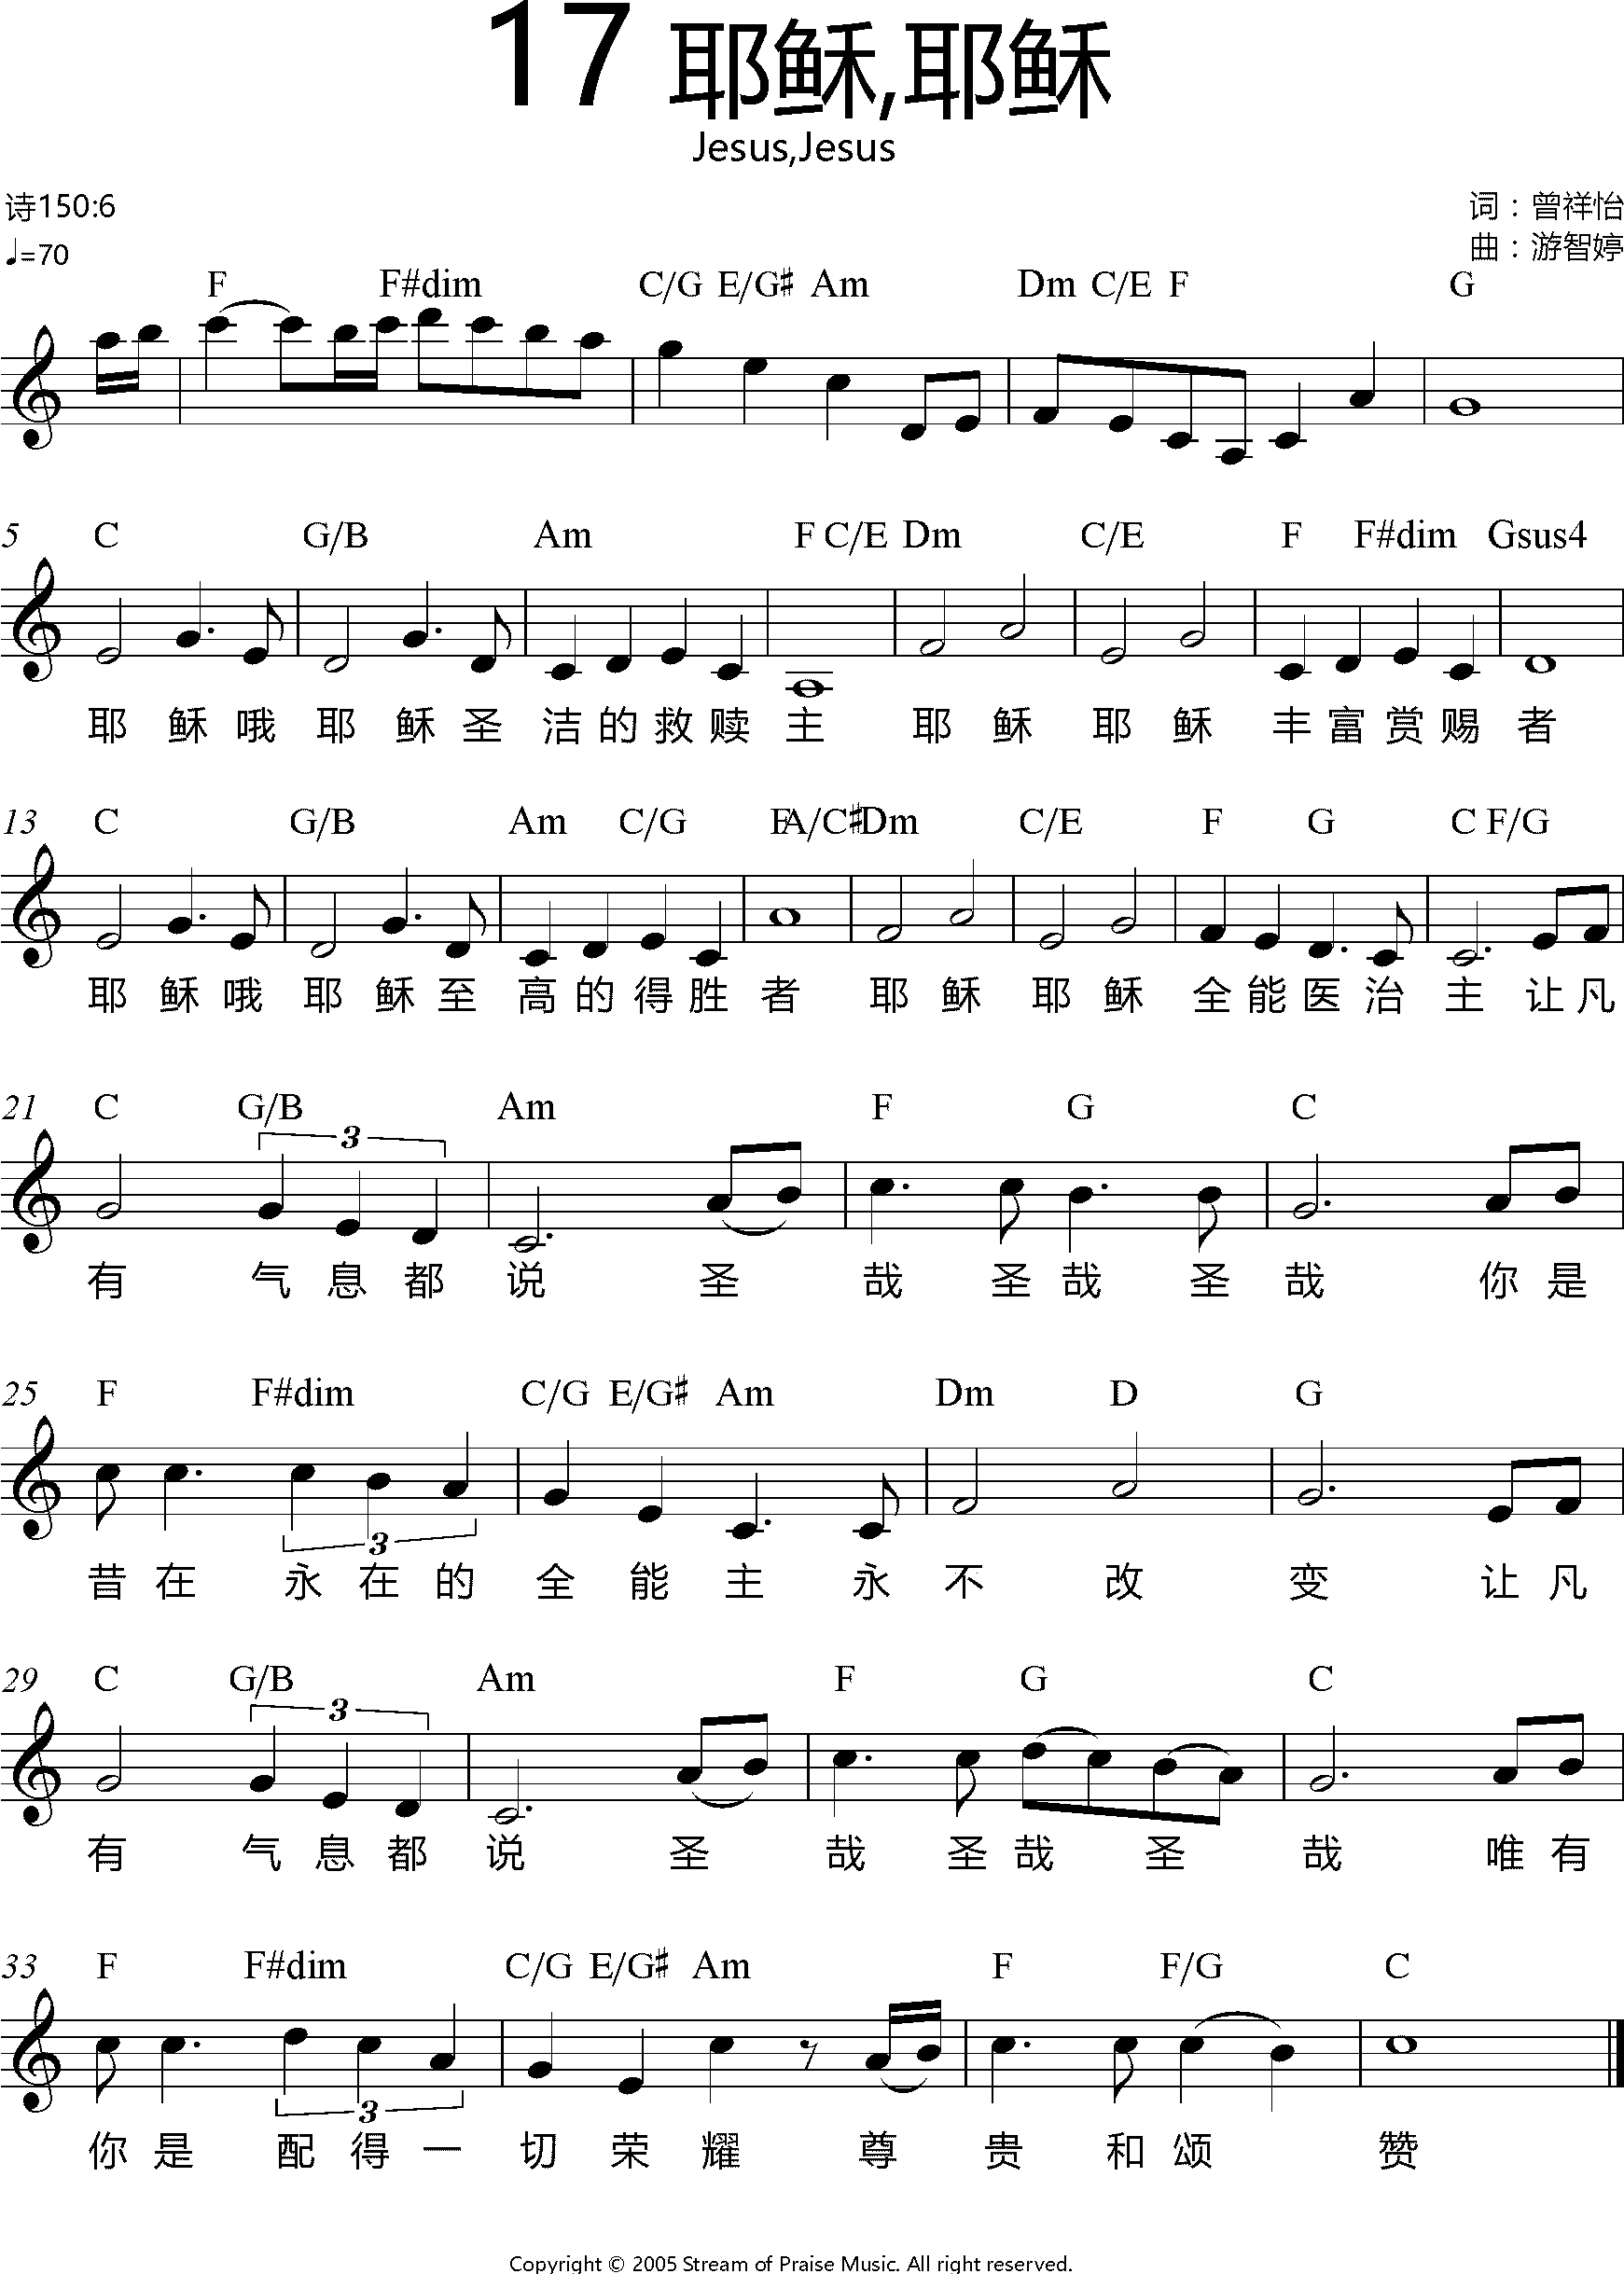 17 耶稣,耶稣
Jesus,Jesus
诗150:6
词：曾祥怡
♩=70
曲：游智婷
F F#dim C/G E/G♯ Am Dm C/E F G
5 C G/B Am F C/E Dm C/E F F#dim Gsus4
耶 稣 哦 耶 稣 圣 洁 的 救 赎 主 耶 稣 耶 稣 丰 富 赏 赐 者
13 C G/B Am C/G F A/C♯ Dm C/E F G C F/G
耶 稣 哦 耶 稣 至 高 的 得 胜 者 耶 稣 耶 稣 全 能 医 治 主 让 凡
21 C G/B Am F G C
3
有 气 息 都 说 圣 哉 圣 哉 圣 哉 你 是
25 F F#dim C/G E/G♯ Am Dm D G
3
昔 在 永 在 的 全 能 主 永 不 改 变 让 凡
29 C G/B Am F G C
3
有 气 息 都 说 圣 哉 圣 哉 圣 哉 唯 有
33 F F#dim C/G E/G♯ Am F F/G C
3
你 是 配 得 一 切 荣 耀 尊 贵 和 颂 赞
Copyright © 2005 Stream of Praise Music. All right reserved.